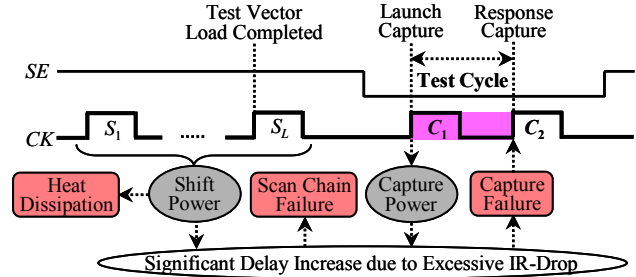 Test Vector
Load Completed
Launch
Capture
Response
Capture
SE
Test Cycle
CK
S1
.....
SL
C1
C2
Heat
Dissipation
Shift
Power
Scan Chain
Failure
Capture
Power
Capture
Failure
Significant Delay Increase due to Excessive IR-Drop